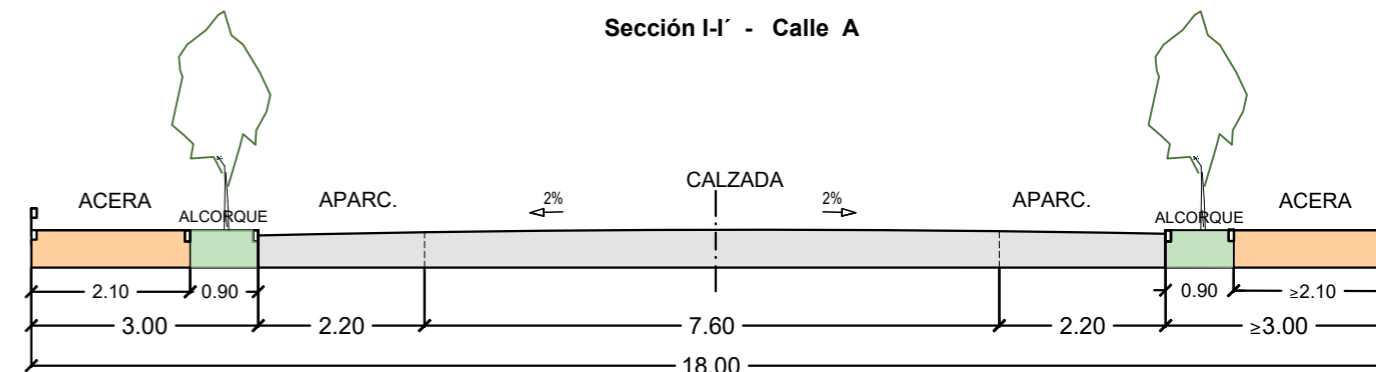 Sección I-I´ - Calle A
ACERA
ALCORQUE
APARC.
2%
CALZADA
2%
APARC.
ALCORQUE
ACERA
2.10
0.90
0.90
≥2.10
3.00
2.20
7.60
2.20
≥3.00
18.00